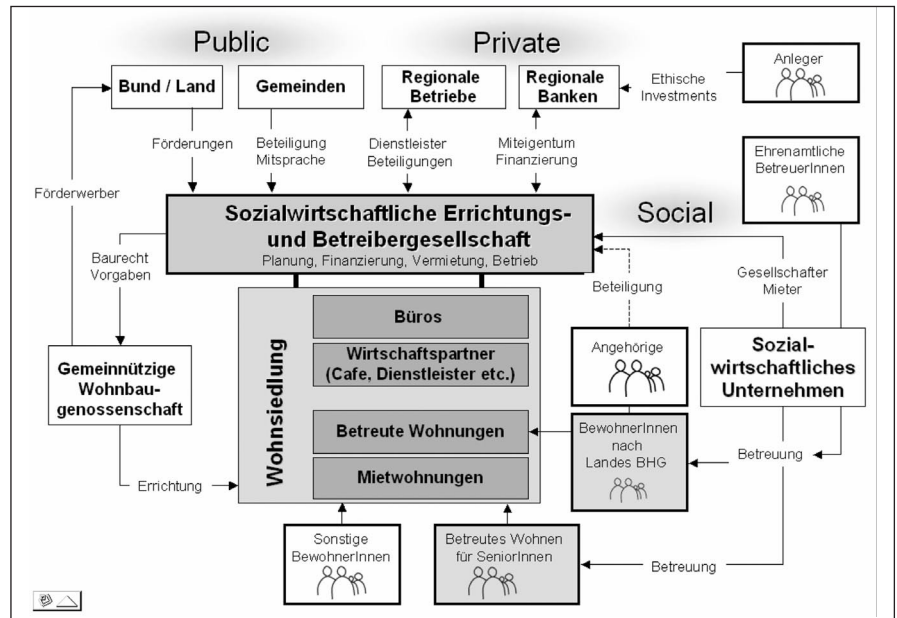 Public
Private
Bund / Land
Gemeinden
Regionale
Betriebe
Regionale
Banken
Ethische
Investments
Anleger
Förderwerber
Förderungen
Beteiligung
Mitsprache
Dienstleister
Beteiligungen
Miteigentum
Finanzierung
Ehrenamtliche
BetreuerInnen
Sozialwirtschaftliche Errichtungs-
und Betreibergesellschaft
Planung, Finanzierung, Vermietung, Betrieb
Social
Baurecht
Vorgaben
Beteiligung
Gesellschafter
Mieter
Wohnsiedlung
Büros
Wirtschaftspartner
(Cafe, Dienstleister etc.)
Betreute Wohnungen
Mietwohnungen
Gemeinnützige
Wohnbau-
genossenschaft
Angehörige
Sozial-
wirtschaftliches
Unternehmen
BewohnerInnen
nach
Landes BHG
Betreuung
Errichtung
Sonstige
BewohnerInnen
Betreutes Wohnen
für SeniorInnen
Betreuung